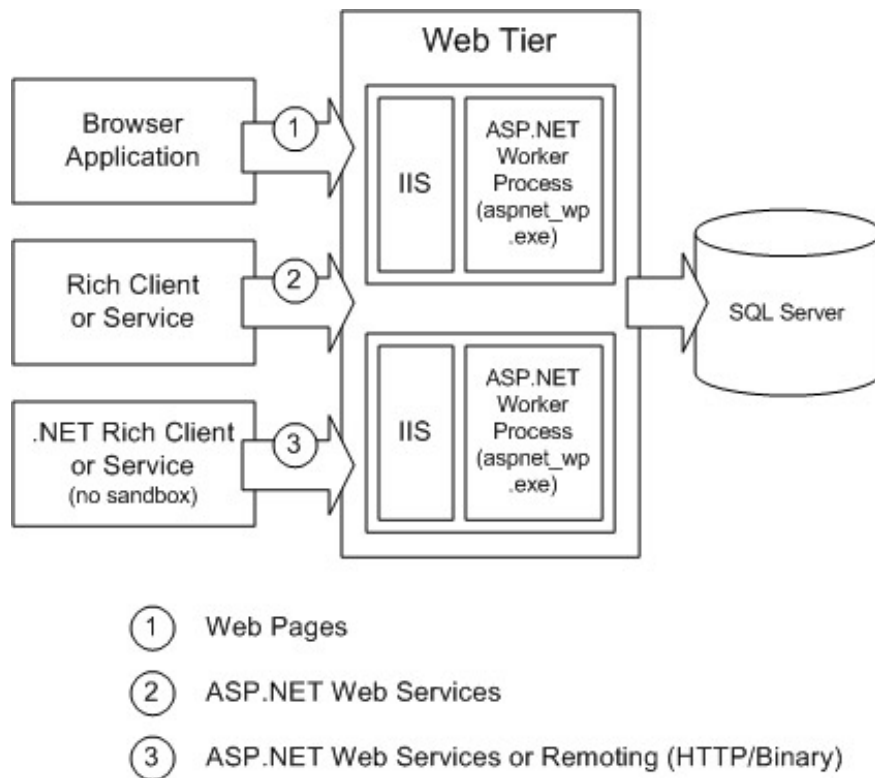 Web Tier
Browser
Application
1
IIS
ASP.NET
Worker
Process
(aspnet_wp
.exe)
Rich Client
or Service
2
SQL Server
.NET Rich Client
or Service
(no sandbox)
3
IIS
ASP.NET
Worker
Process
(aspnet_wp
.exe)
1 Web Pages
2 ASP.NET Web Services
3 ASP.NET Web Services or Remoting (HTTP/Binary)